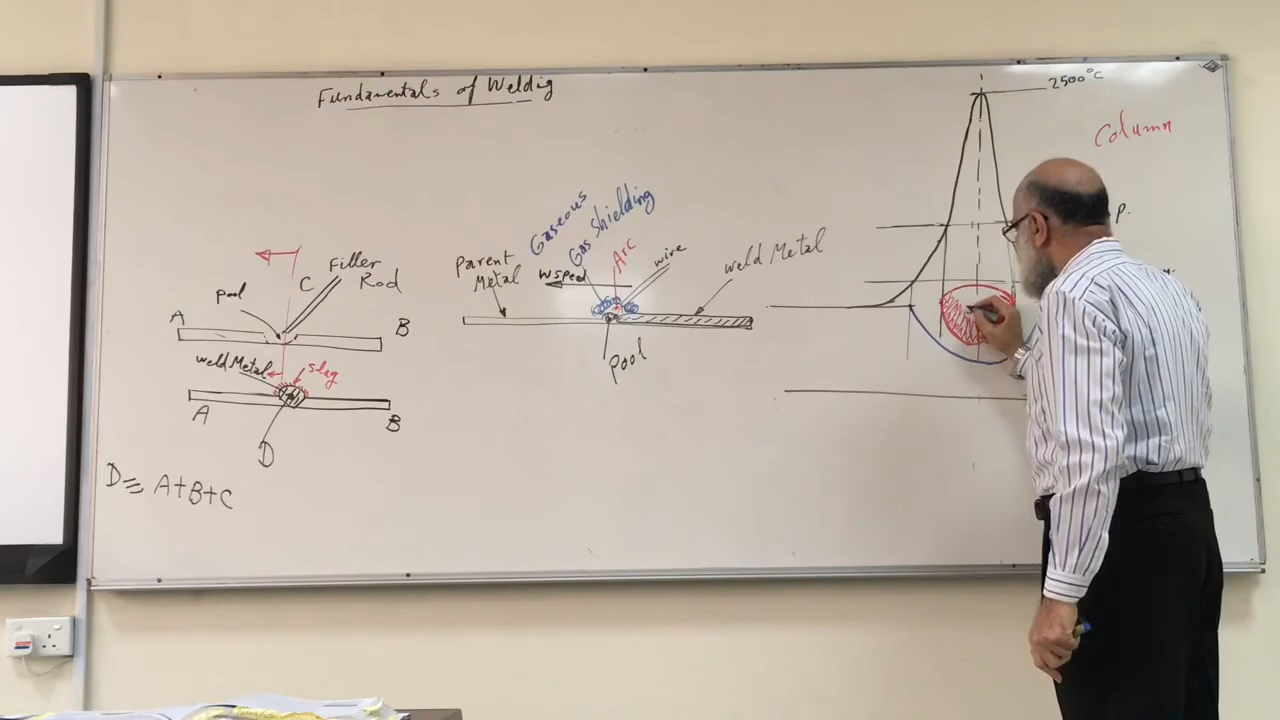 Fundamentals of Weldig
2500°C
Column
P.
Gaseous
Gas Shielding
Arc
wire
weld Metal
Parent
Metal
W speed
Pool
Filler
Rod
C
Pool
A
B
weld Metal
slag
A
B
D
D ≡ A+B+C